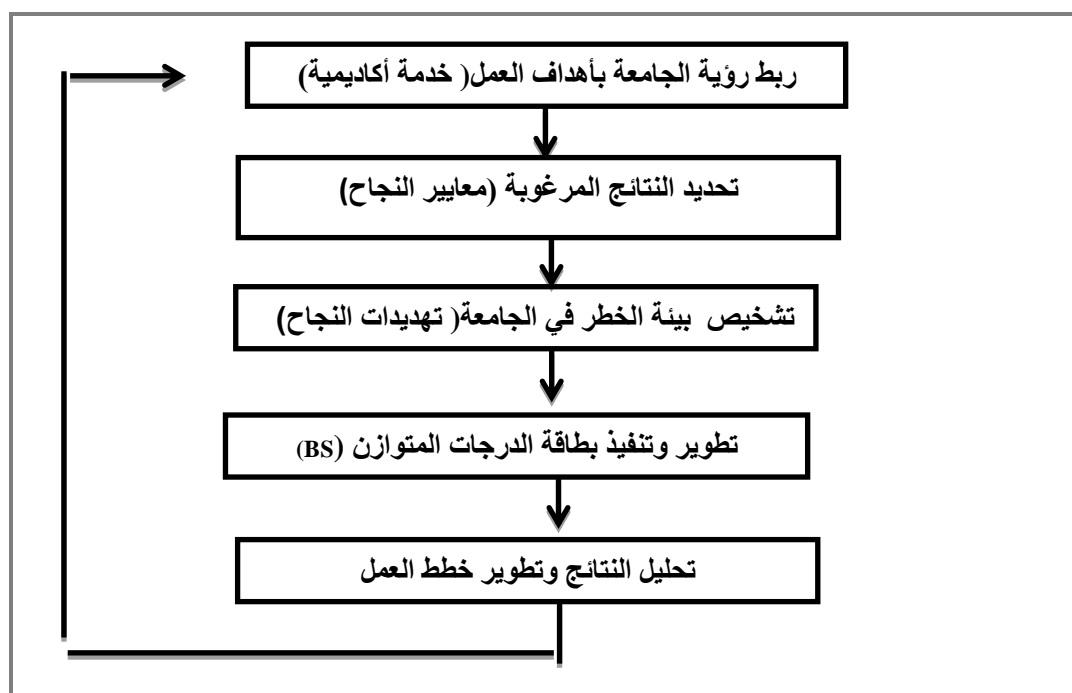 ربط رؤية الجامعة بأهداف العمل( خدمة أكاديمية)
تحديد النتائج المرغوبة (معايير النجاح)
تشخيص بيئة الخطر في الجامعة( تهديدات النجاح)
تطوير وتنفيذ بطاقة الدرجات المتوازن (BS)
تحليل النتائج وتطوير خطط العمل